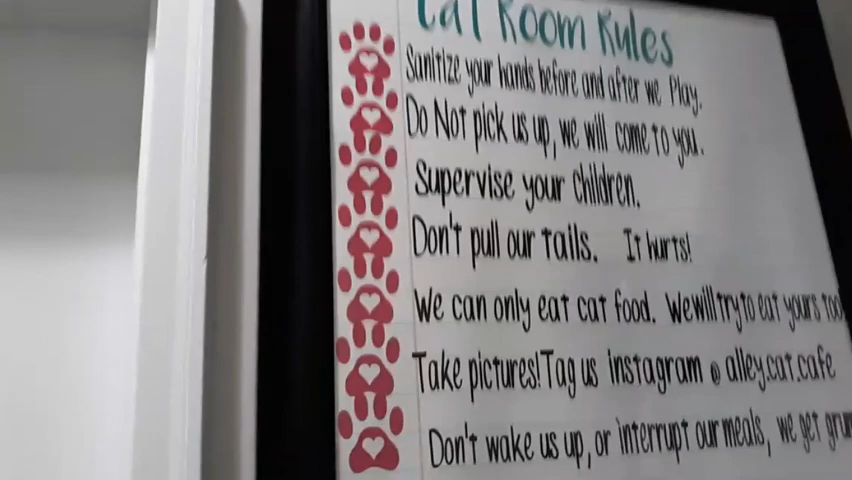 Cat Room Rules
Sanitize your hands before and after we Play.
Do Not pick us up, we will come to you.
Supervise your children.
Don't pull our Tails. It hurts!
We can only eat cat food. We will try to eat yours too
Take pictures! Tag us instagram @ alley.cat.cafe
Don't wake us up, or interrupt our meals, we get